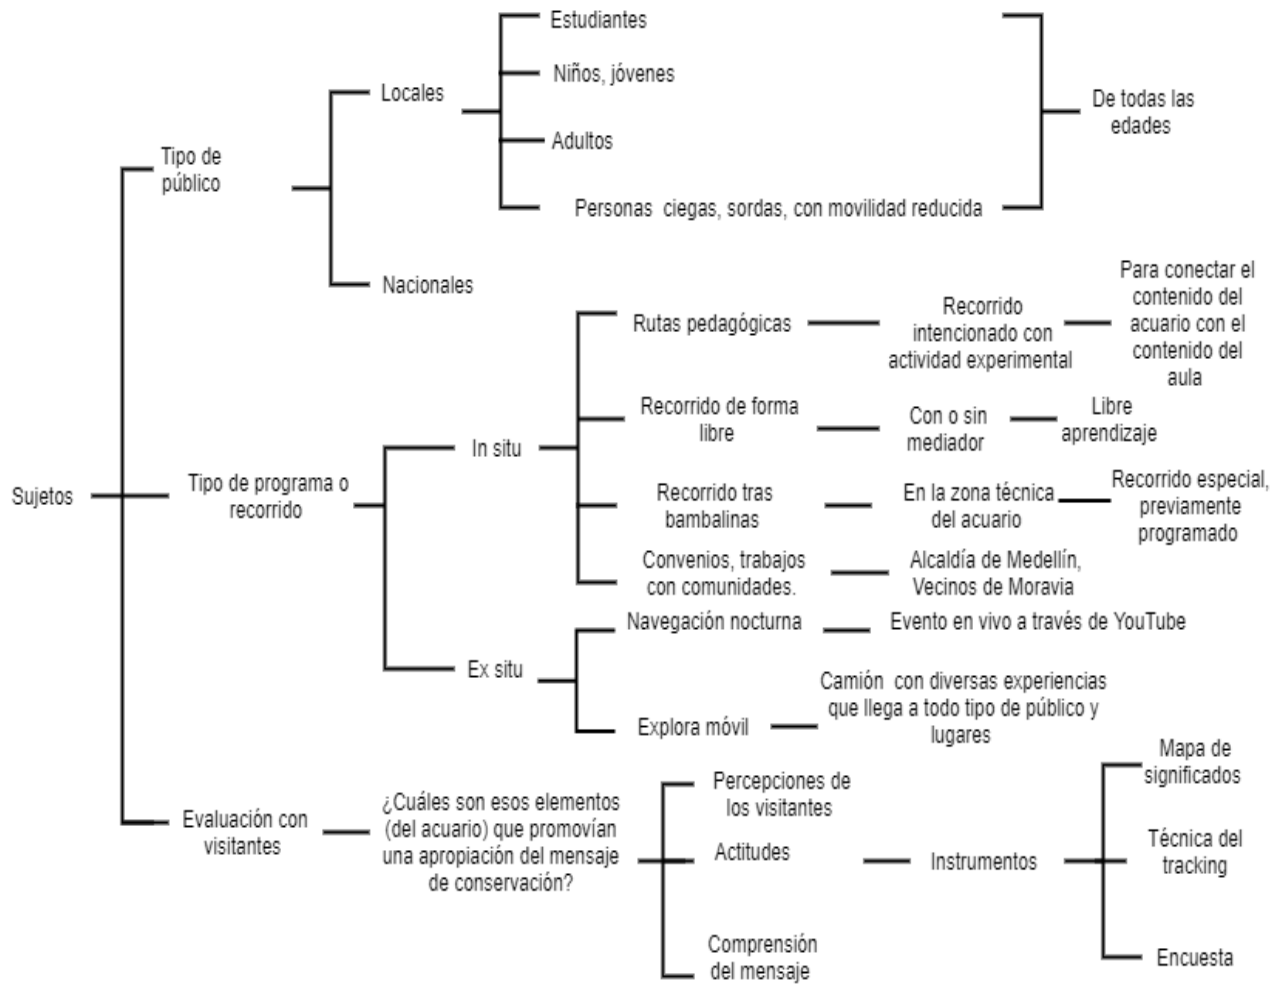 Sujetos
Tipo de
público
Locales
Estudiantes
Niños, jóvenes
Adultos
Personas ciegas, sordas, con movilidad reducida
De todas las
edades
Nacionales
Tipo de programa o
recorrido
In situ
Rutas pedagógicas
Recorrido
intencionado con
actividad experimental
Para conectar el
contenido del
acuario con el
contenido del
aula
Recorrido de forma
libre
Con o sin
mediador
Libre
aprendizaje
Recorrido tras
bambalinas
En la zona técnica
del acuario
Recorrido especial,
previamente
programado
Convenios, trabajos
con comunidades.
Alcaldía de Medellín,
Vecinos de Moravia
Ex situ
Navegación nocturna
Evento en vivo a través de YouTube
Explora móvil
Camión con diversas experiencias
que llega a todo tipo de público y
lugares
Evaluación con
visitantes
¿Cuáles son esos elementos
(del acuario) que promovían
una apropiación del mensaje
de conservación?
Percepciones de
los visitantes
Actitudes
Comprensión
del mensaje
Instrumentos
Mapa de
significados
Técnica del
tracking
Encuesta